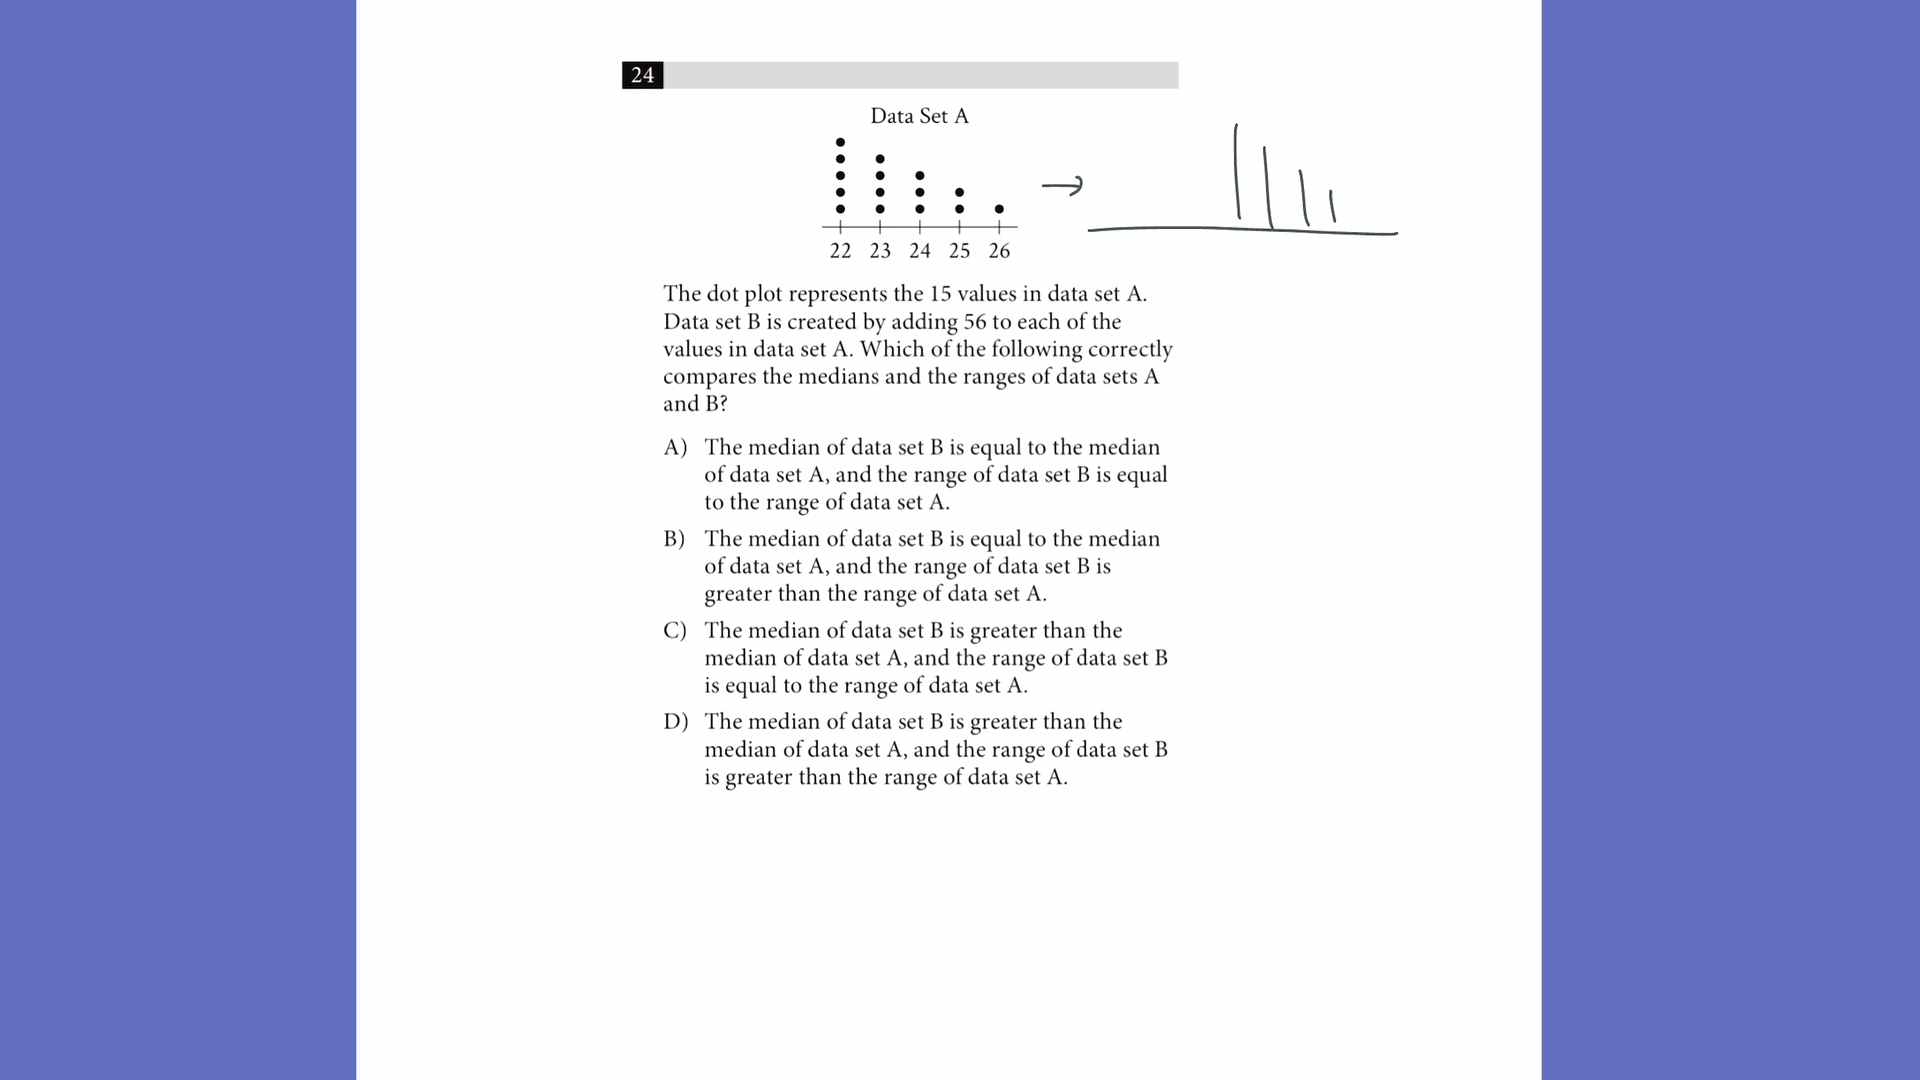 24
Data Set A
22 23 24 25 26
The dot plot represents the 15 values in data set A.
Data set B is created by adding 56 to each of the
values in data set A. Which of the following correctly
compares the medians and the ranges of data sets A
and B?
A) The median of data set B is equal to the median
of data set A, and the range of data set B is equal
to the range of data set A.
B) The median of data set B is equal to the median
of data set A, and the range of data set B is
greater than the range of data set A.
C) The median of data set B is greater than the
median of data set A, and the range of data set B
is equal to the range of data set A.
D) The median of data set B is greater than the
median of data set A, and the range of data set B
is greater than the range of data set A.